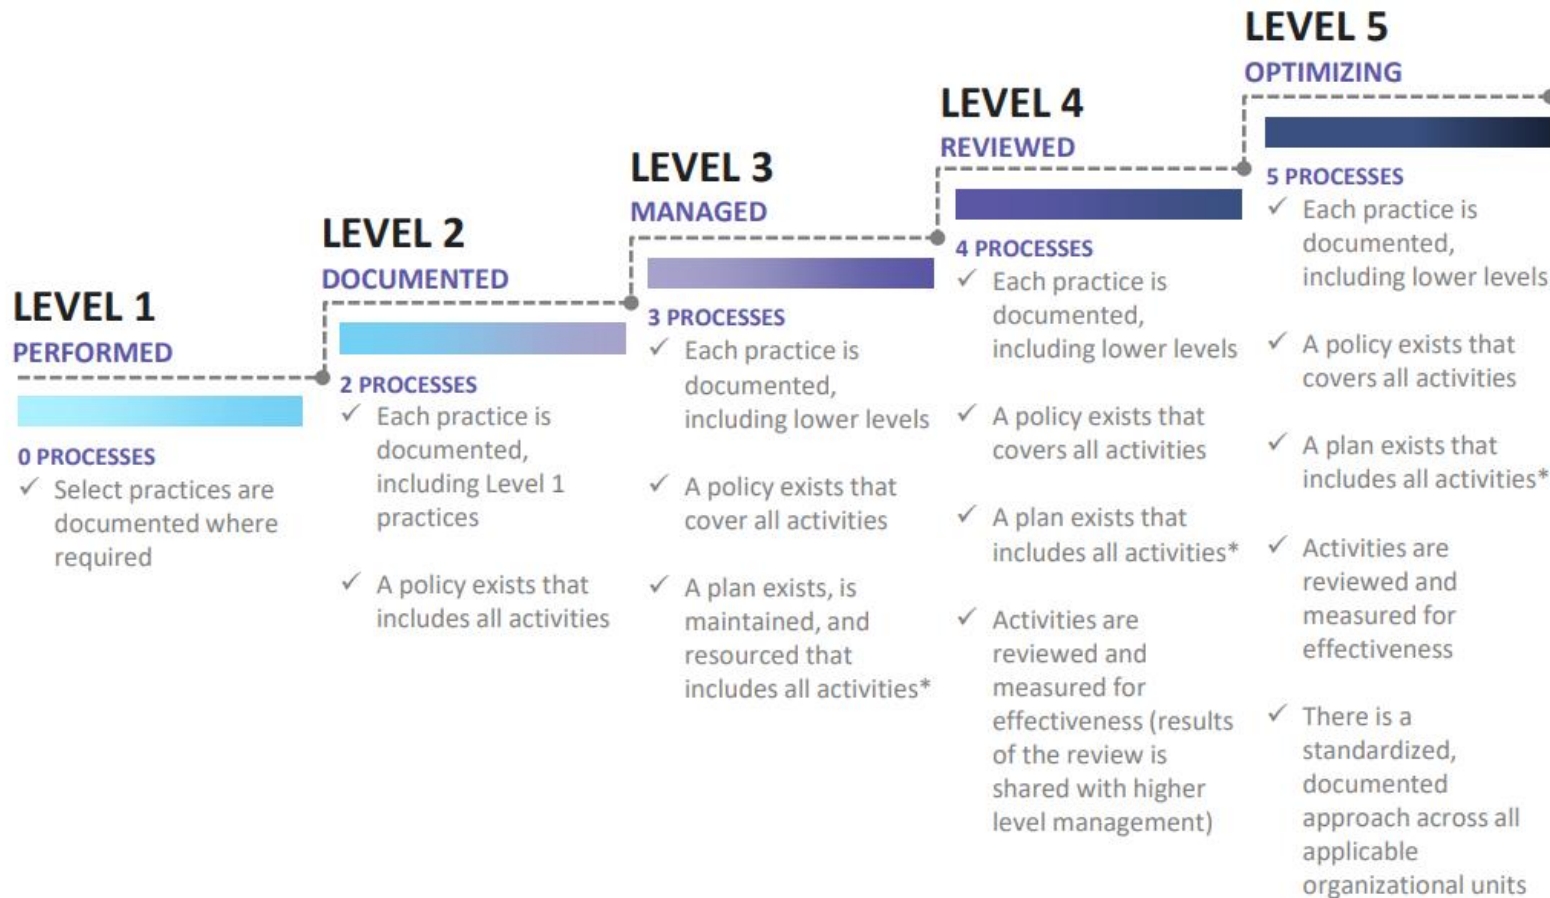 LEVEL 1
PERFORMED
0 PROCESSES
✓ Select practices are
documented where
required
LEVEL 2
DOCUMENTED
2 PROCESSES
✓ Each practice is
documented,
including Level 1
practices
✓ A policy exists that
includes all activities
LEVEL 3
MANAGED
3 PROCESSES
✓ Each practice is
documented,
including lower levels
✓ A policy exists that
cover all activities
✓ A plan exists, is
maintained, and
resourced that
includes all activities*
LEVEL 4
REVIEWED
4 PROCESSES
✓ Each practice is
documented,
including lower levels
✓ A policy exists that
covers all activities
✓ A plan exists that
includes all activities*
✓ Activities are
reviewed and
measured for
effectiveness (results
of the review is
shared with higher
level management)
LEVEL 5
OPTIMIZING
5 PROCESSES
✓ Each practice is
documented,
including lower levels
✓ A policy exists that
covers all activities
✓ A plan exists that
includes all activities*
✓ Activities are
reviewed and
measured for
effectiveness
✓ There is a
standardized,
documented
approach across all
applicable
organizational units